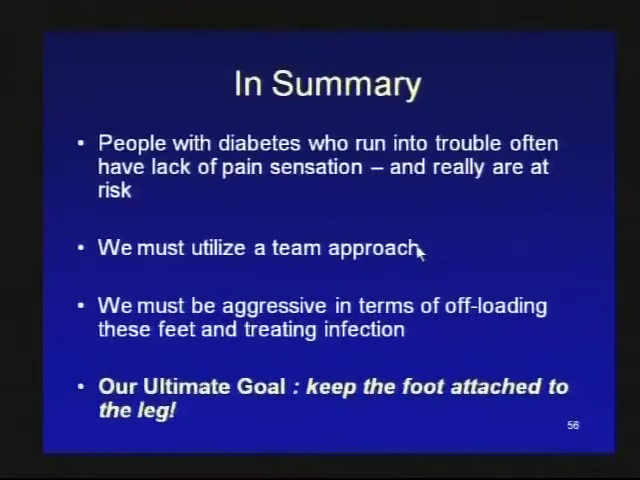 In Summary
• People with diabetes who run into trouble often
have lack of pain sensation – and really are at
risk
• We must utilize a team approach
• We must be aggressive in terms of off-loading
these feet and treating infection
• Our Ultimate Goal : keep the foot attached to
the leg!
56